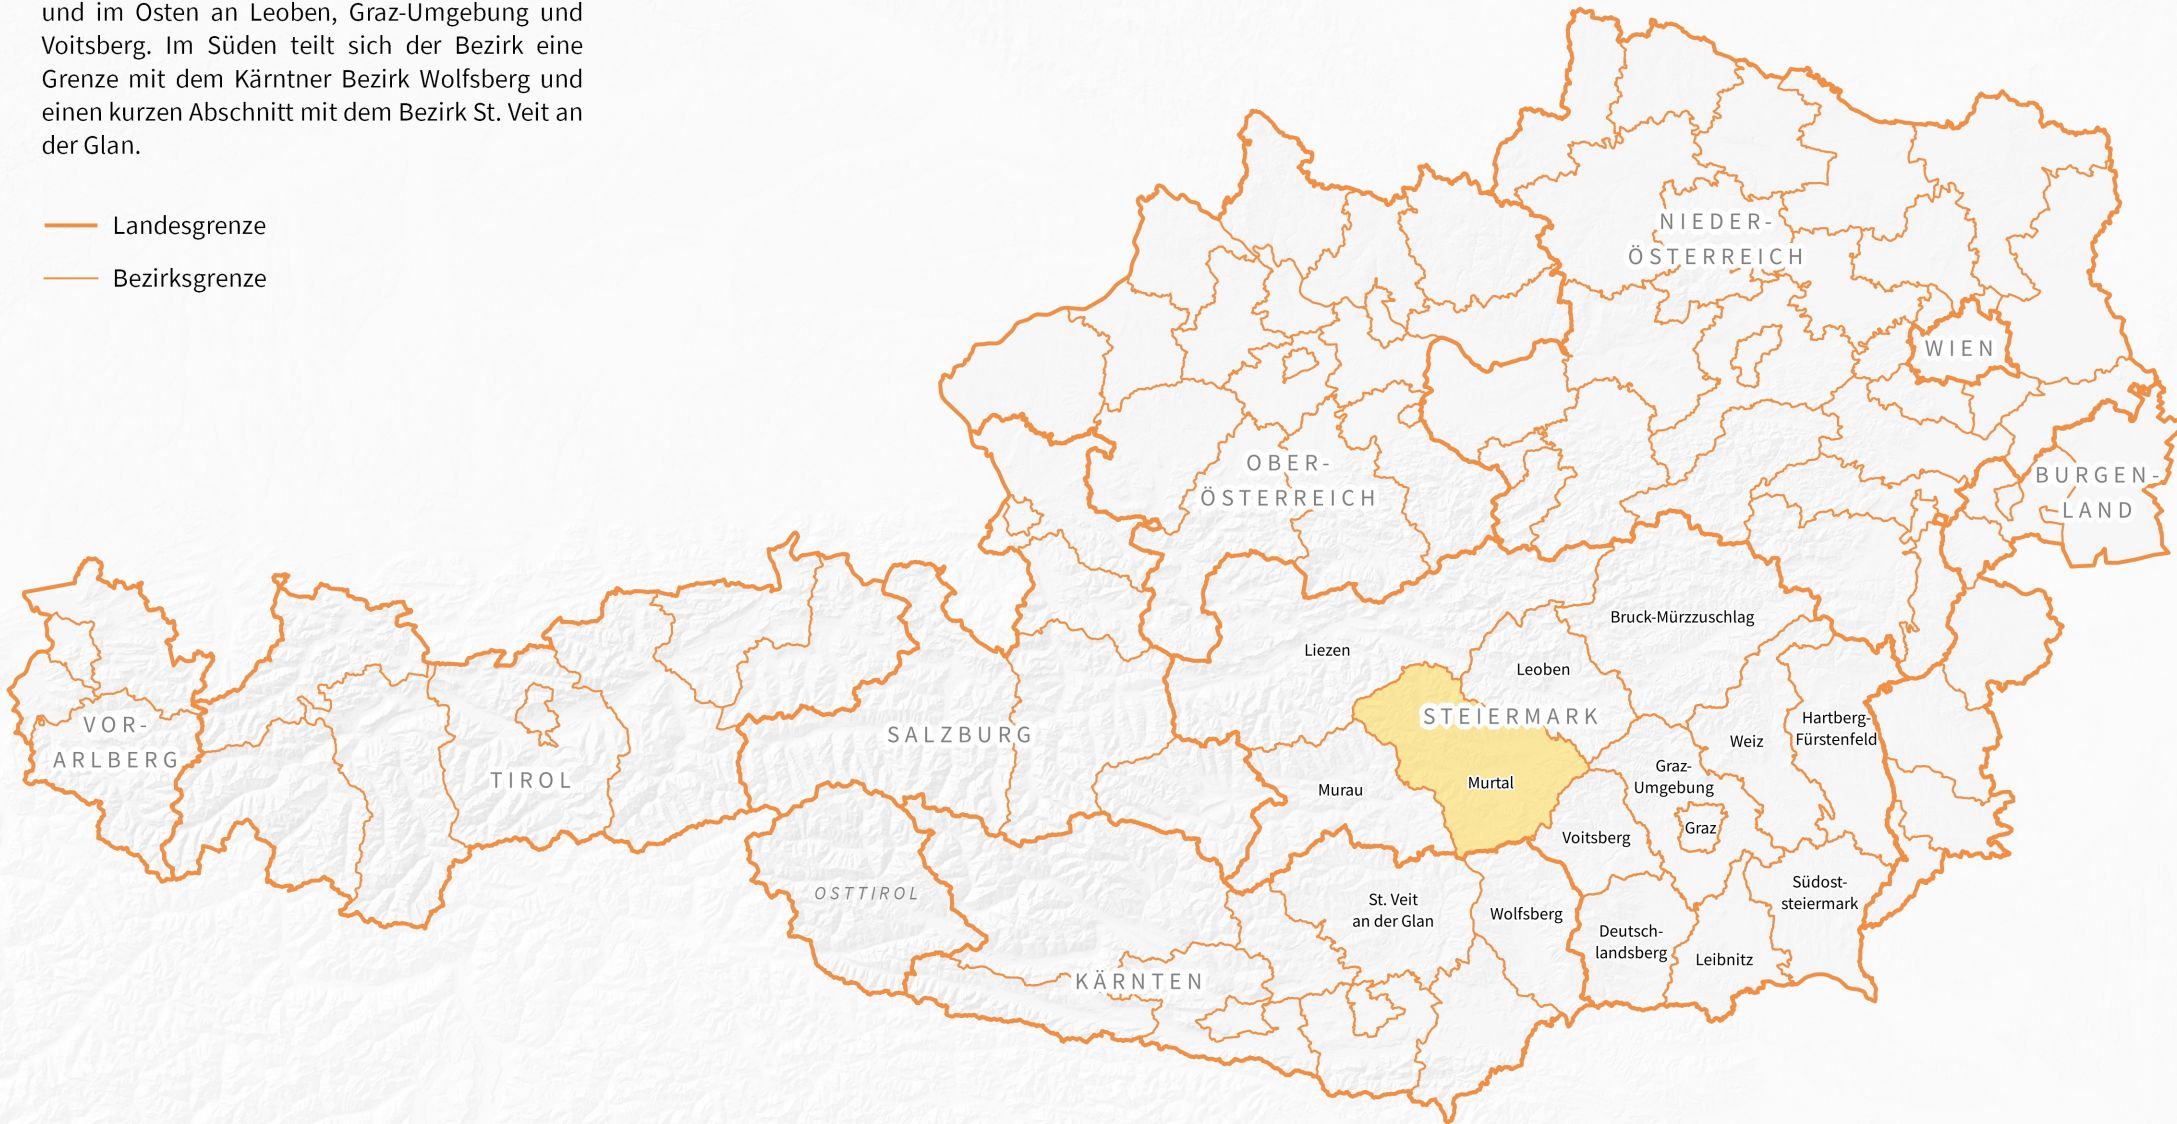 und im Osten an Leoben, Graz-Umgebung und
Voitsberg. Im Süden teilt sich der Bezirk eine
Grenze mit dem Kärntner Bezirk Wolfsberg und
einen kurzen Abschnitt mit dem Bezirk St. Veit an
der Glan.
Landesgrenze
Bezirksgrenze
NIEDER-
ÖSTERREICH
WIEN
OBER-
ÖSTERREICH
BURGEN-
LAND
Bruck-Mürzzuschlag
Liezen
Leoben
STEIERMARK
Hartberg-
Fürstenfeld
VOR-
ARLBERG
SALZBURG
Weiz
TIROL
Graz-
Umgebung
Murau
Murtal
Graz
Voitsberg
OSTTIROL
St. Veit
an der Glan
Wolfsberg
Südost-
steiermark
Deutsch-
landsberg
Leibnitz
KÄRNTEN